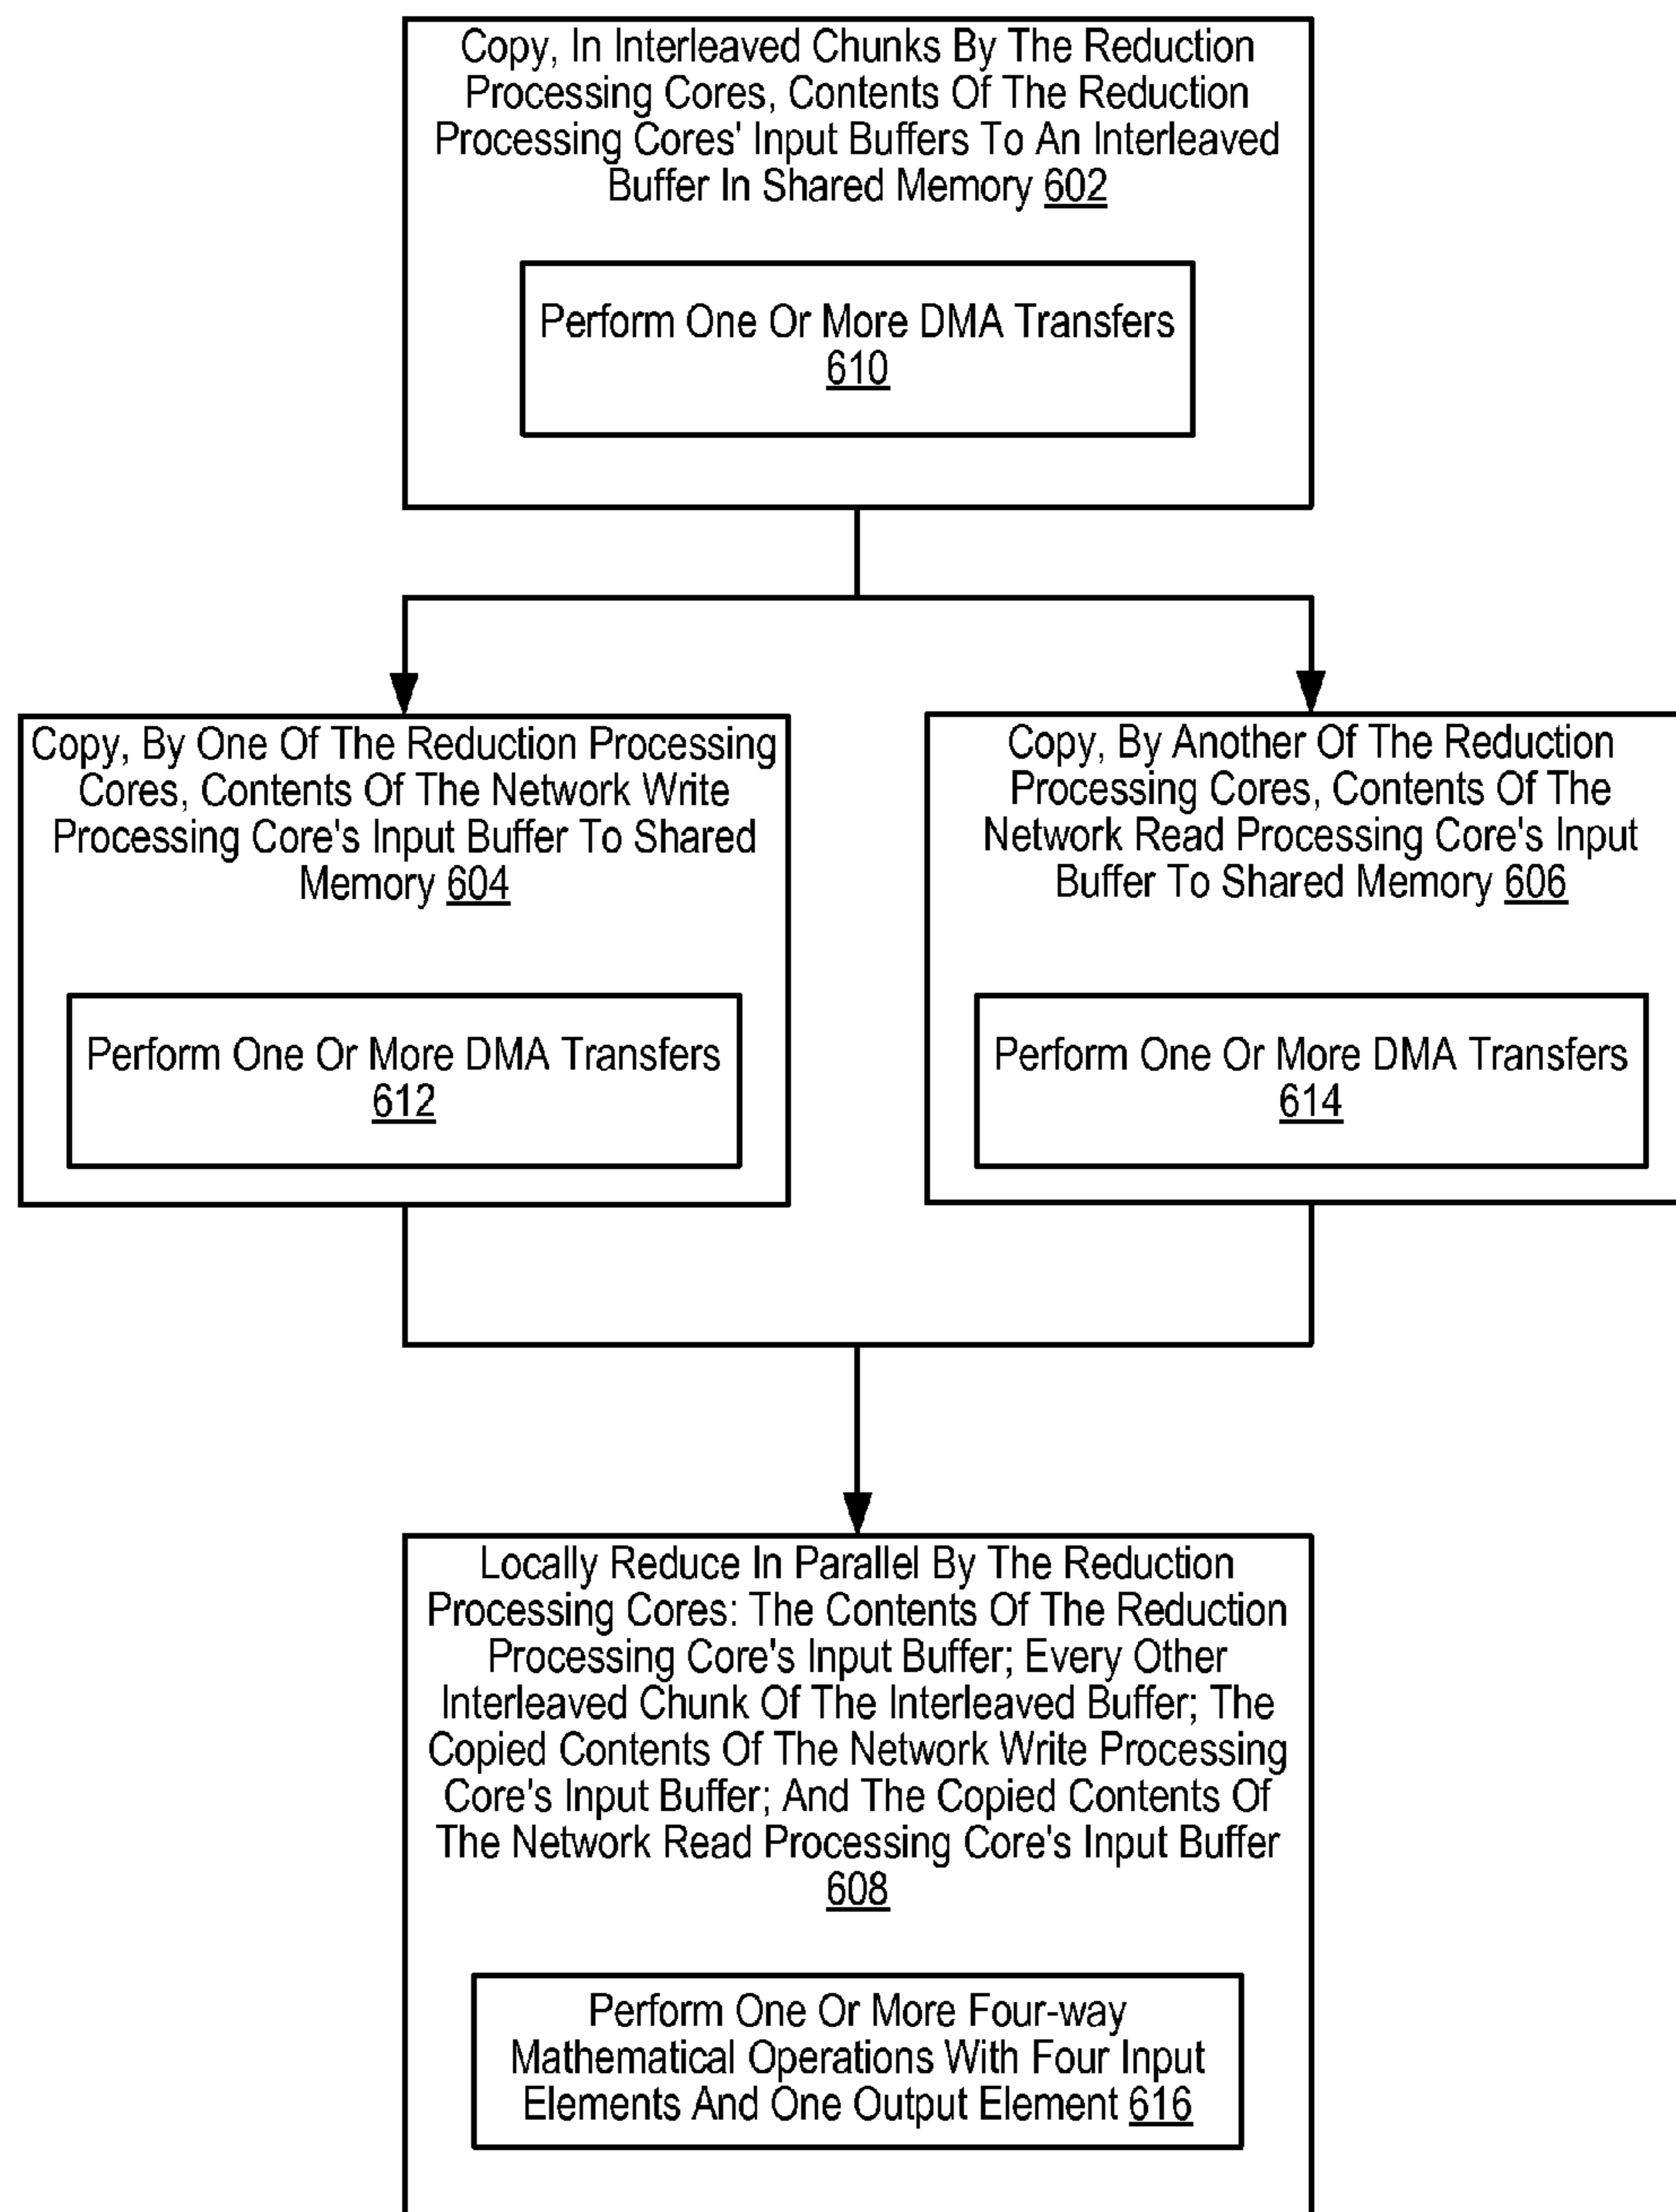 Copy, In Interleaved Chunks By The Reduction
Processing Cores, Contents Of The Reduction
Processing Cores' Input Buffers To An Interleaved
Buffer In Shared Memory 602
Perform One Or More DMA Transfers
610
Copy, By One Of The Reduction Processing
Cores, Contents Of The Network Write
Processing Core's Input Buffer To Shared
Memory 604
Perform One Or More DMA Transfers
612
Copy, By Another Of The Reduction
Processing Cores, Contents Of The
Network Read Processing Core's Input
Buffer To Shared Memory 606
Perform One Or More DMA Transfers
614
Locally Reduce In Parallel By The Reduction
Processing Cores: The Contents Of The Reduction
Processing Core's Input Buffer; Every Other
Interleaved Chunk Of The Interleaved Buffer; The
Copied Contents Of The Network Write Processing
Core's Input Buffer; And The Copied Contents Of
The Network Read Processing Core's Input Buffer
608
Perform One Or More Four-way
Mathematical Operations With Four Input
Elements And One Output Element 616